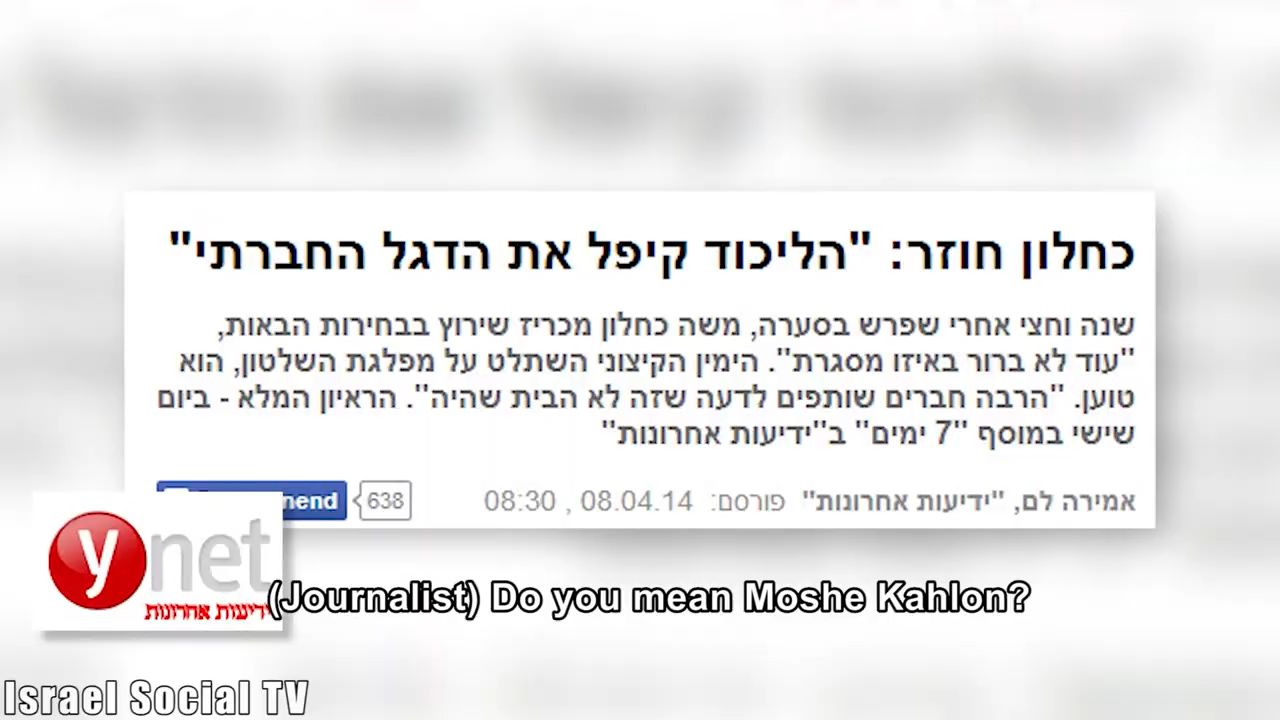 כחלון חוזר: "הליכוד קיפל את הדגל החברתי"
שנה וחצי אחרי שפרש בסערה, משה כחלון מכריז שירוץ בבחירות הבאות,
"עוד לא ברור באיזו מסגרת". הימין הקיצוני השתלט על מפלגת השלטון, הוא
טוען. "הרבה חברים שותפים לדעה שזה לא הבית שהיה". הראיון המלא - ביום
שישי במוסף "7 ימים" ב"ידיעות אחרונות"
אמירה לם, "ידיעות אחרונות" פורסם: 08.04.14 , 08:30
638
ynet
ידיעות אחרונות
(Journalist) Do you mean Moshe Kahlon?
Israel Social TV